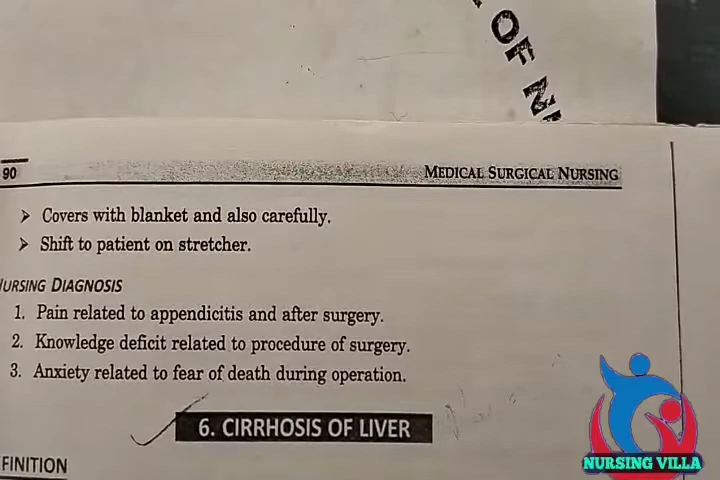 OF
90
MEDICAL SURGICAL NURSING
➤ Covers with blanket and also carefully.
➤ Shift to patient on stretcher.
URSING DIAGNOSIS
1. Pain related to appendicitis and after surgery.
2. Knowledge deficit related to procedure of surgery.
3. Anxiety related to fear of death during operation.
6. CIRRHOSIS OF LIVER
FINITION
NURSING VILLA